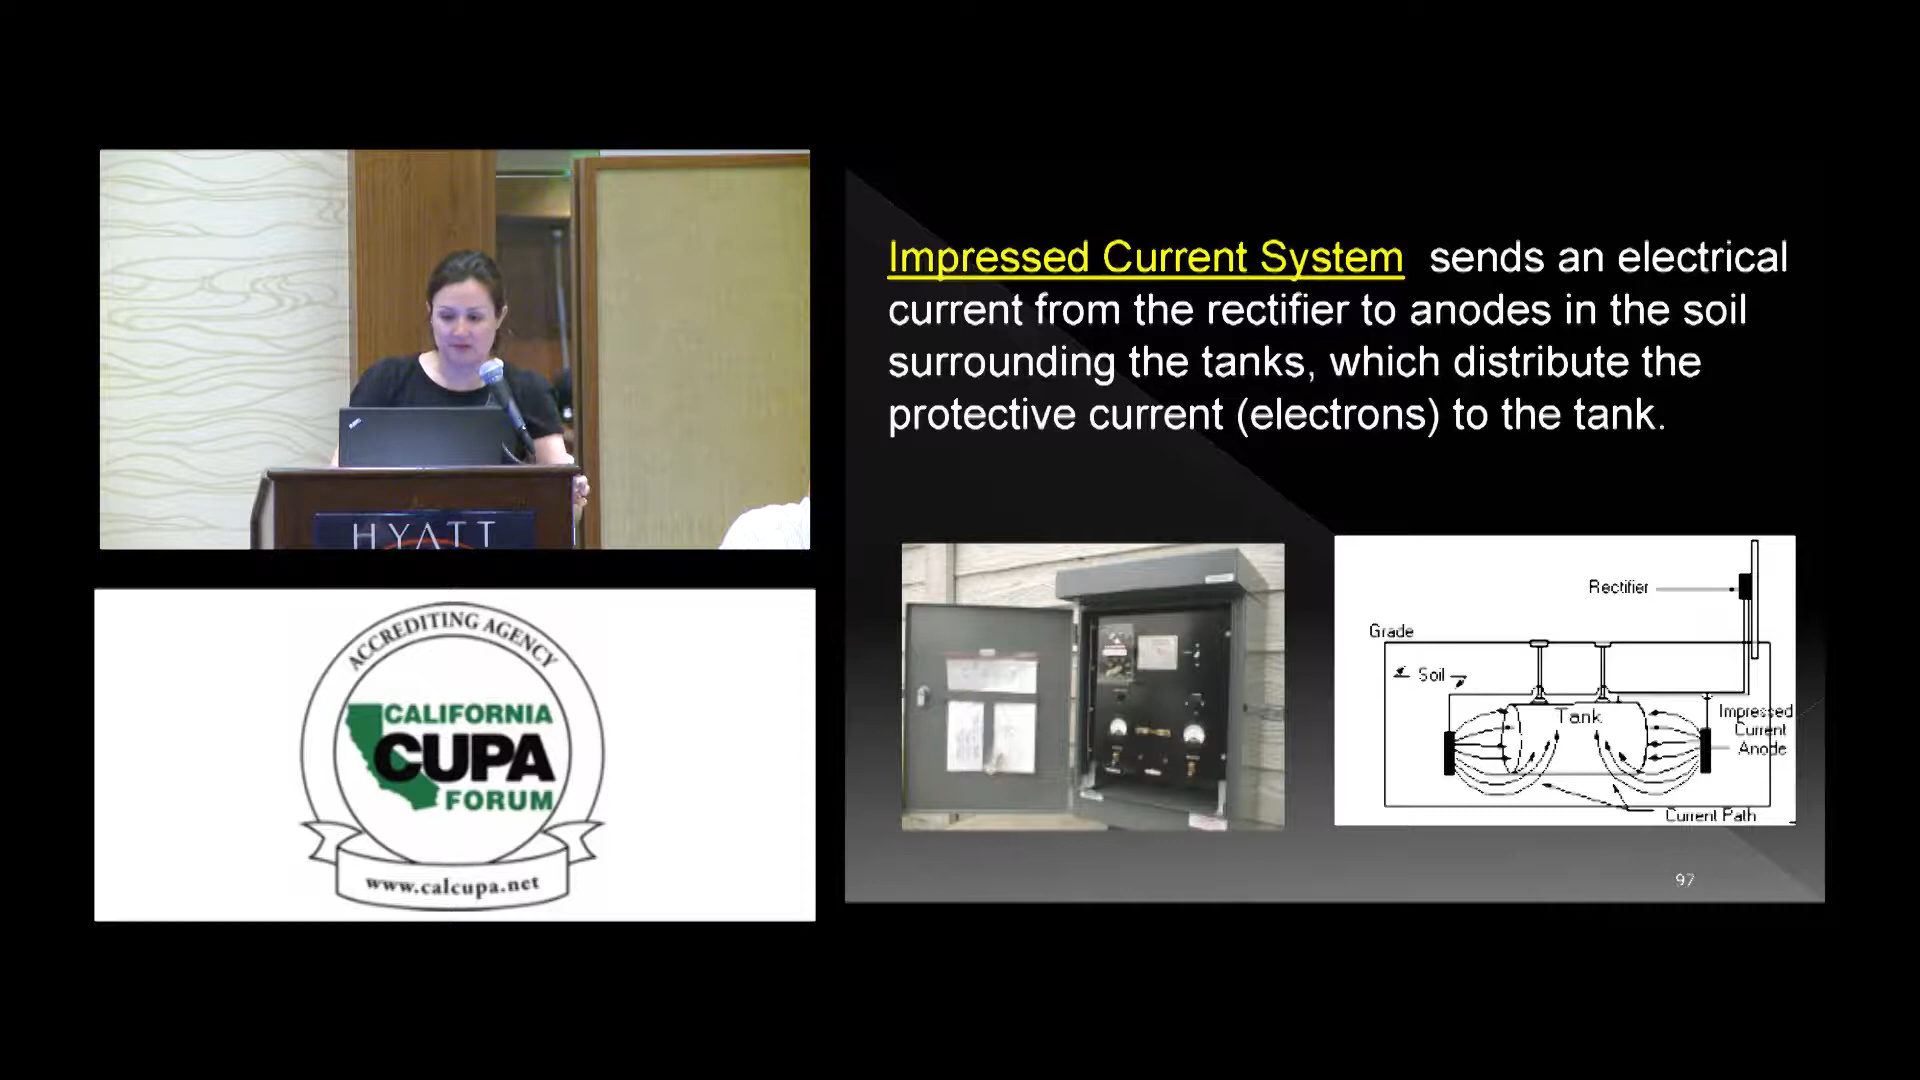 HYATT
ACCREDITING AGENCY
CALIFORNIA
CUPA
FORUM
www.calcupa.net
Impressed Current System sends an electrical
current from the rectifier to anodes in the soil
surrounding the tanks, which distribute the
protective current (electrons) to the tank.
Rectifier
Grade
Soil
Tank
Impressed
Current
Anode
Current Path
97